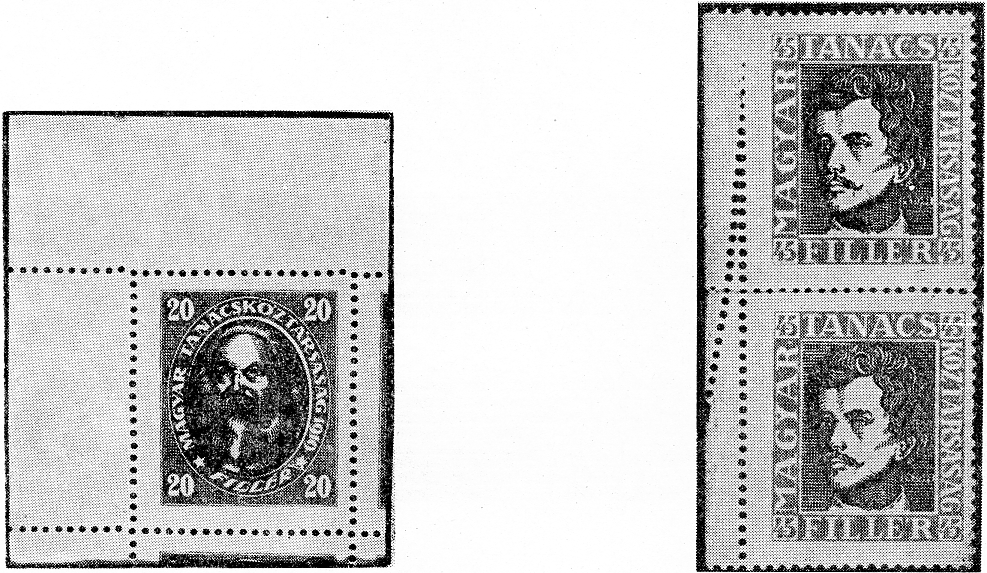 20 20
MAGYAR TANÁCSKÖZTÁRSASÁG 1919
FILLÉR
20 20
45 TANÁCS 45
MAGYAR
KÖZTÁRSASÁG
45 FILLÉR 45
45 TANÁCS 45
MAGYAR
KÖZTÁRSASÁG
45 FILLÉR 45